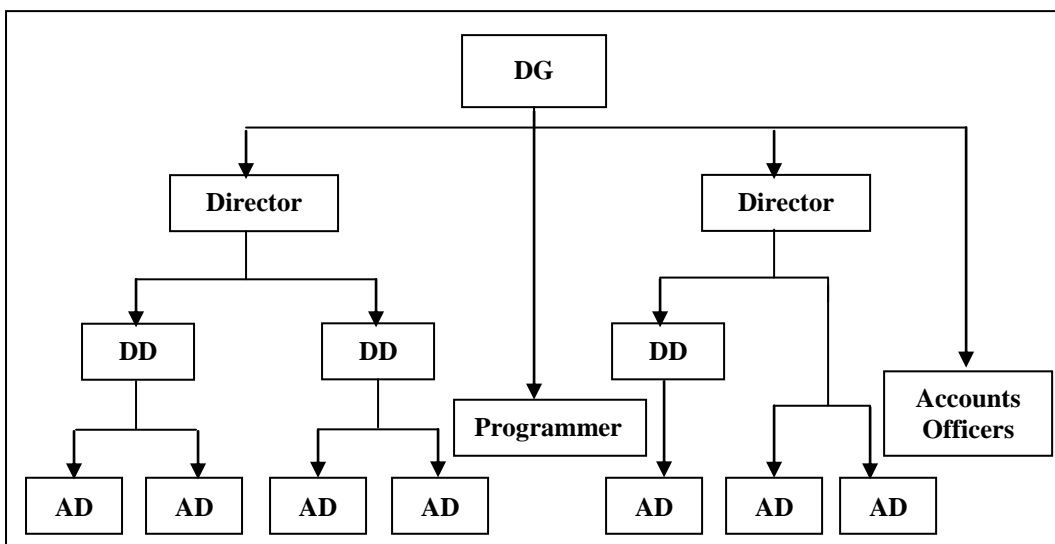 DG
Director
Director
DD
DD
DD
Programmer
Accounts
Officers
AD
AD
AD
AD
AD
AD
AD